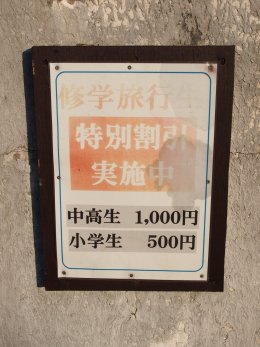 修学旅行生
特別割引
実施中
中高生 1,000円
小学生 500円